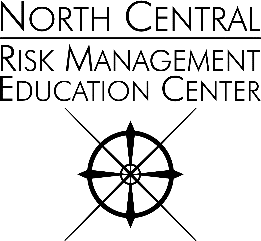 NORTH CENTRAL
RISK MANAGEMENT
EDUCATION CENTER